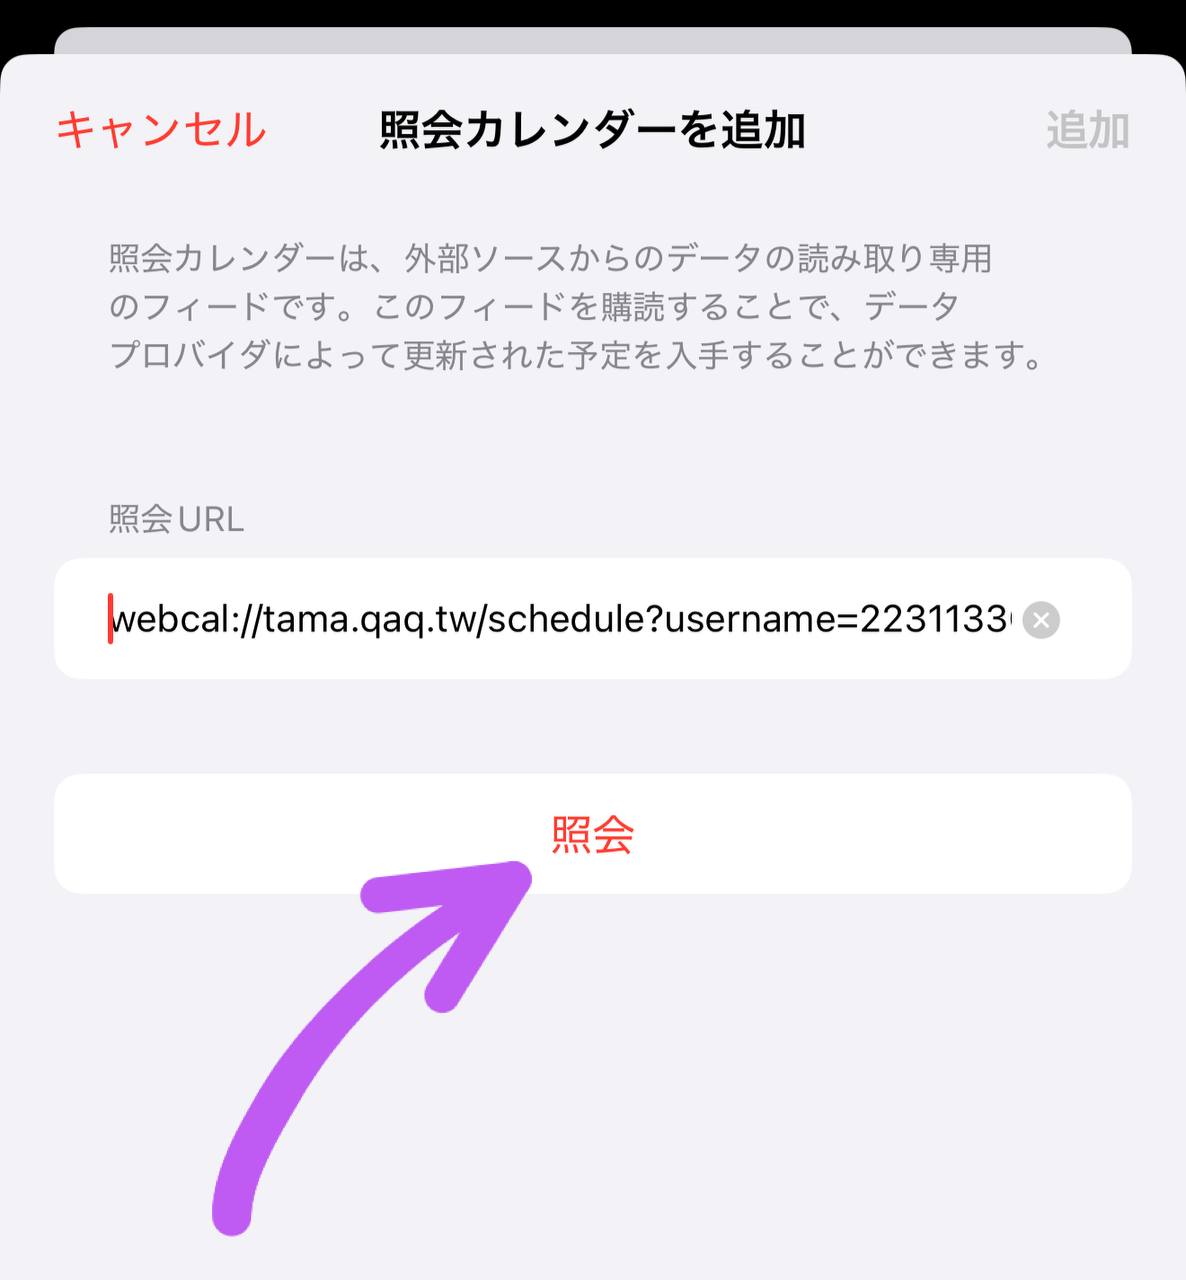 キャンセル 照会カレンダーを追加 追加
照会カレンダーは、外部ソースからのデータの読み取り専用
のフィードです。このフィードを購読することで、データ
プロバイダによって更新された予定を入手することができます。
照会URL
webcal://tama.qaq.tw/schedule?username=2231133
照会